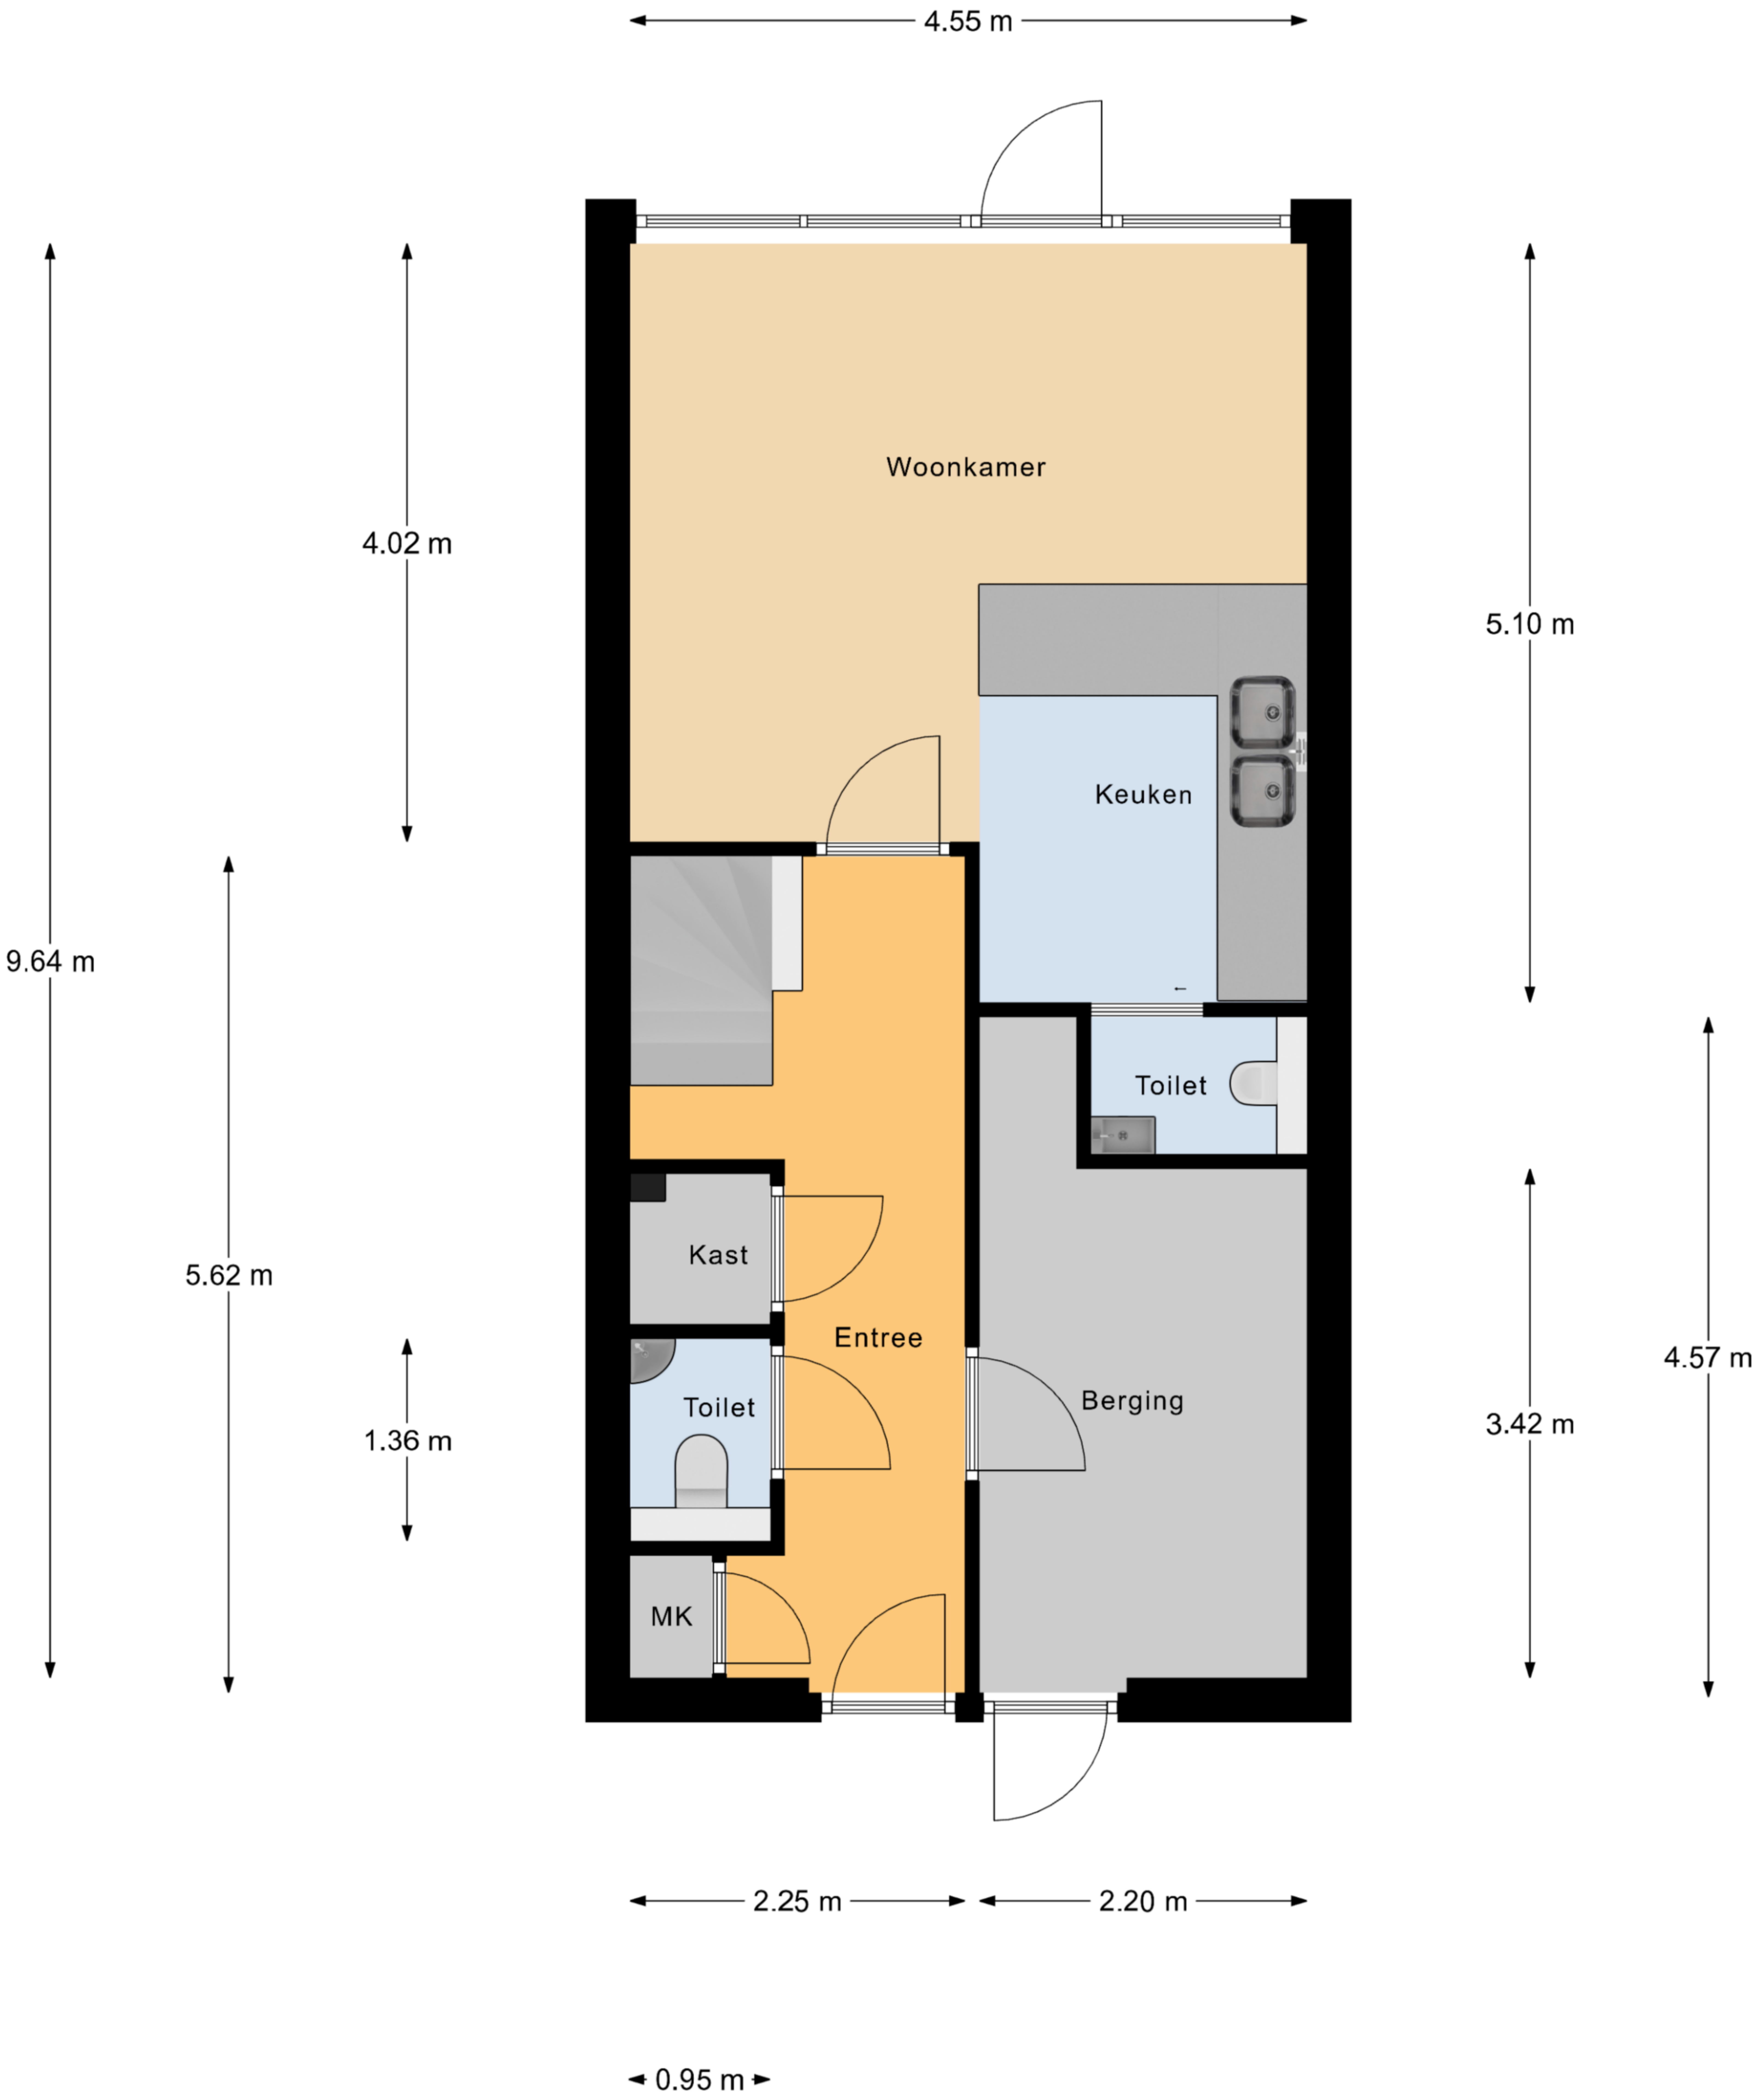 4.55 m
Woonkamer
4.02 m
5.10 m
Keuken
9.64 m
Toilet
Kast
5.62 m
Entree
4.57 m
Berging
Toilet
3.42 m
1.36 m
MK
2.25 m
2.20 m
0.95 m